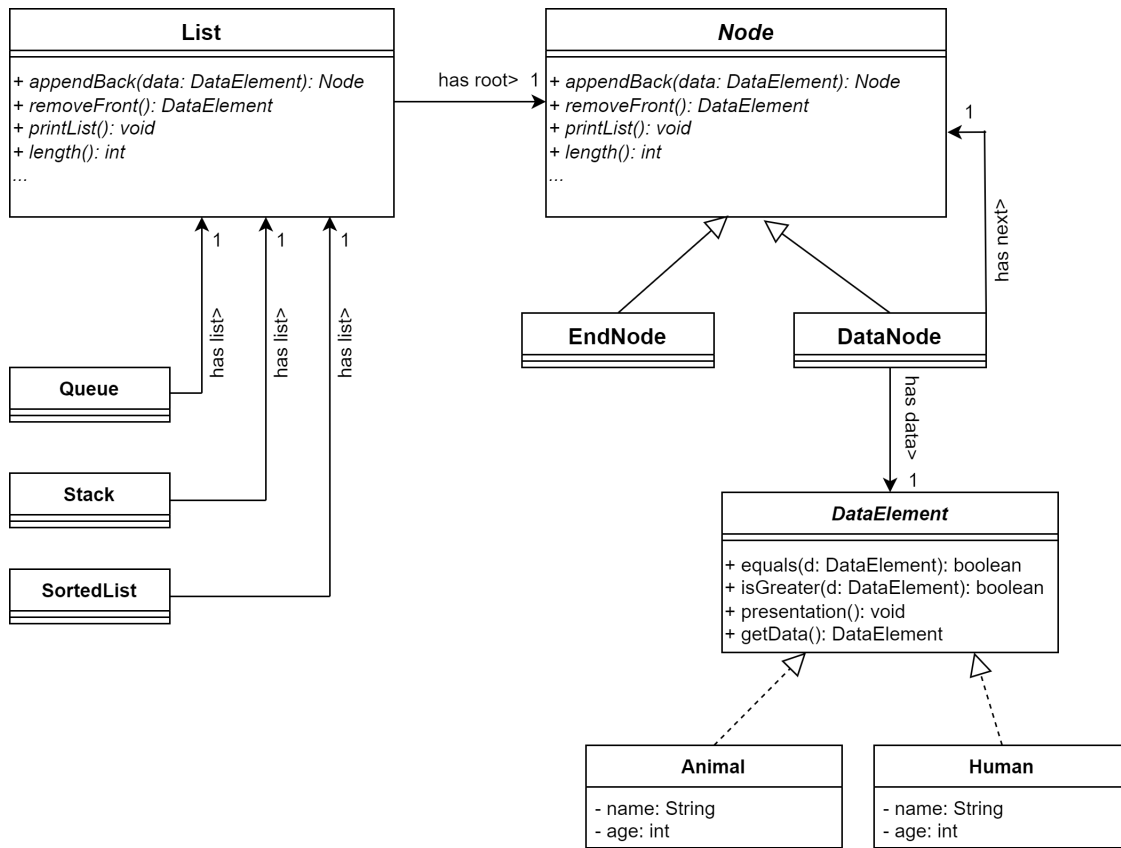 List
+ appendBack(data: DataElement): Node
+ removeFront(): DataElement
+ printList(): void
+ length(): int
...
has root> 1
Node
+ appendBack(data: DataElement): Node
+ removeFront(): DataElement
+ printList(): void
+ length(): int
...
1
has next>
1
has list>
1
has list>
1
has list>
Queue
Stack
SortedList
EndNode
DataNode
has data>
1
DataElement
+ equals(d: DataElement): boolean
+ isGreater(d: DataElement): boolean
+ presentation(): void
+ getData(): DataElement
Animal
- name: String
- age: int
Human
- name: String
- age: int